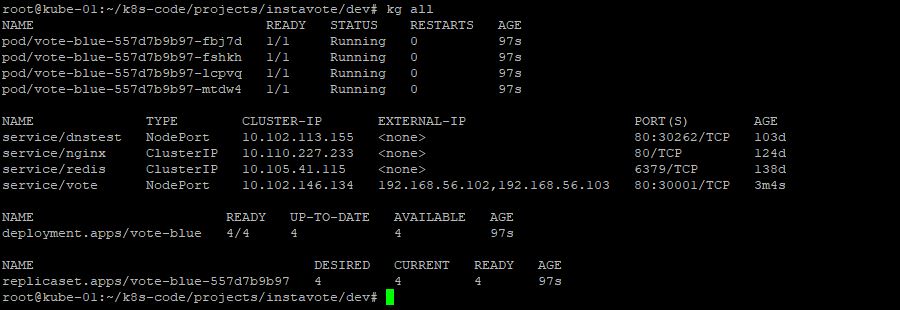 root@kube-01:~/k8s-code/projects/instavote/dev# kg all
NAME                             READY   STATUS    RESTARTS   AGE
pod/vote-blue-557d7b9b97-fbj7d   1/1     Running   0          97s
pod/vote-blue-557d7b9b97-fshkh   1/1     Running   0          97s
pod/vote-blue-557d7b9b97-lcpvq   1/1     Running   0          97s
pod/vote-blue-557d7b9b97-mtdw4   1/1     Running   0          97s
NAME              TYPE        CLUSTER-IP       EXTERNAL-IP                     PORT(S)        AGE
service/dnstest   NodePort    10.102.113.155   <none>                          80:30262/TCP   103d
service/nginx     ClusterIP   10.110.227.233   <none>                          80/TCP         124d
service/redis     ClusterIP   10.105.41.115    <none>                          6379/TCP       138d
service/vote      NodePort    10.102.146.134   192.168.56.102,192.168.56.103   80:30001/TCP   3m4s
NAME                        READY   UP-TO-DATE   AVAILABLE   AGE
deployment.apps/vote-blue   4/4     4            4           97s
NAME                                   DESIRED   CURRENT   READY   AGE
replicaset.apps/vote-blue-557d7b9b97   4         4         4       97s
root@kube-01:~/k8s-code/projects/instavote/dev#